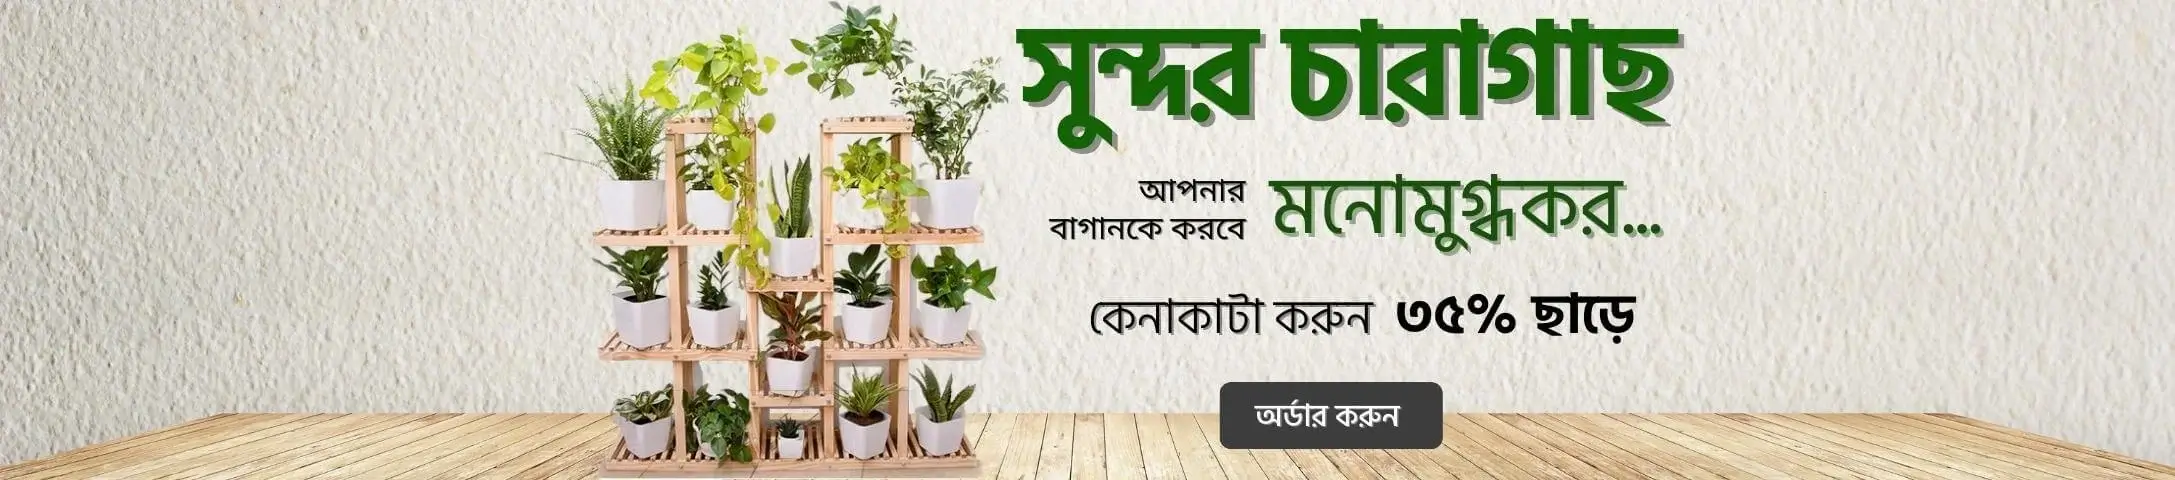 সুন্দর চারাগাছ
আপনার
বাগানকে করবে
মনোমুগ্ধকর...
কেনাকাটা করুন ৩৫% ছাড়ে
অর্ডার করুন